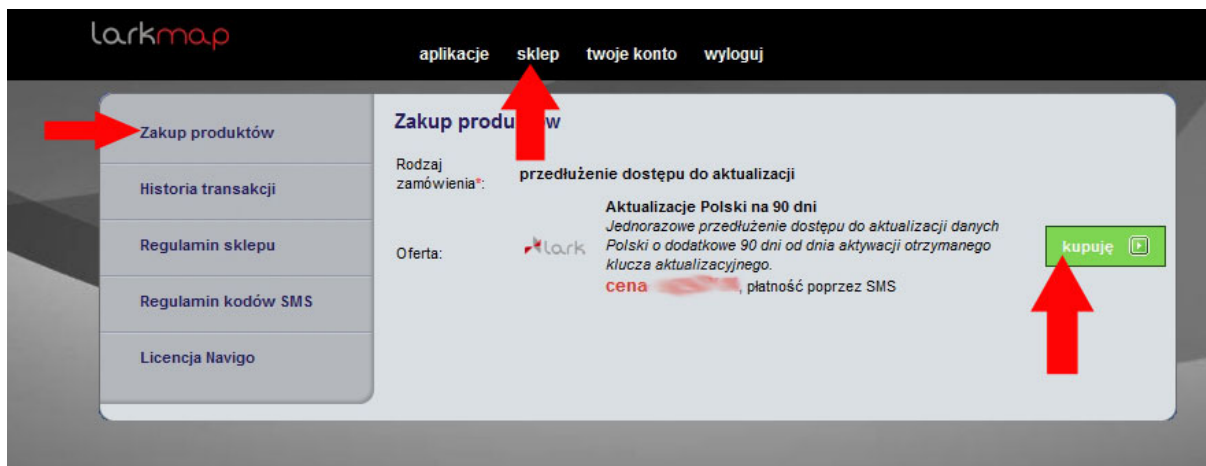 larkmap
aplikacje sklep twoje konto wyloguj
Zakup produktów
Historia transakcji
Regulamin sklepu
Regulamin kodów SMS
Licencja Navigo
Zakup produ w
Rodzaj
zamówienia*:
przedłużenie dostępu do aktualizacji
Oferta:
lark
Aktualizacje Polski na 90 dni
Jednorazowe przedłużenie dostępu do aktualizacji danych
Polski o dodatkowe 90 dni od dnia aktywacji otrzymanego
klucza aktualizacyjnego.
cena , płatność poprzez SMS
kupuję